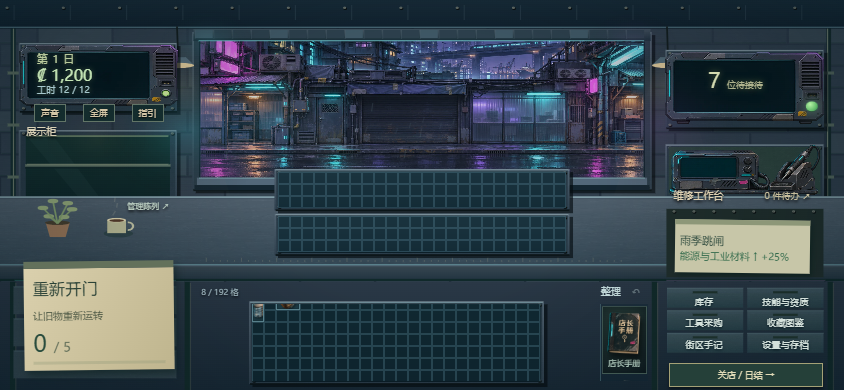 第 1 日
₡ 1,200
工时 12 / 12
声音 全屏 指引
展示柜
管理陈列 ↗
7 位待接待
维修工作台 0 件待办 ↗
雨季跳闸
能源与工业材料 ↑ +25%
重新开门
让旧物重新运转
0 / 5
8 / 192 格
整理 ↶
店长
手册
店长手册
库存 技能与资质
工具采购 收藏图鉴
街区手记 设置与存档
关店 / 日结 →